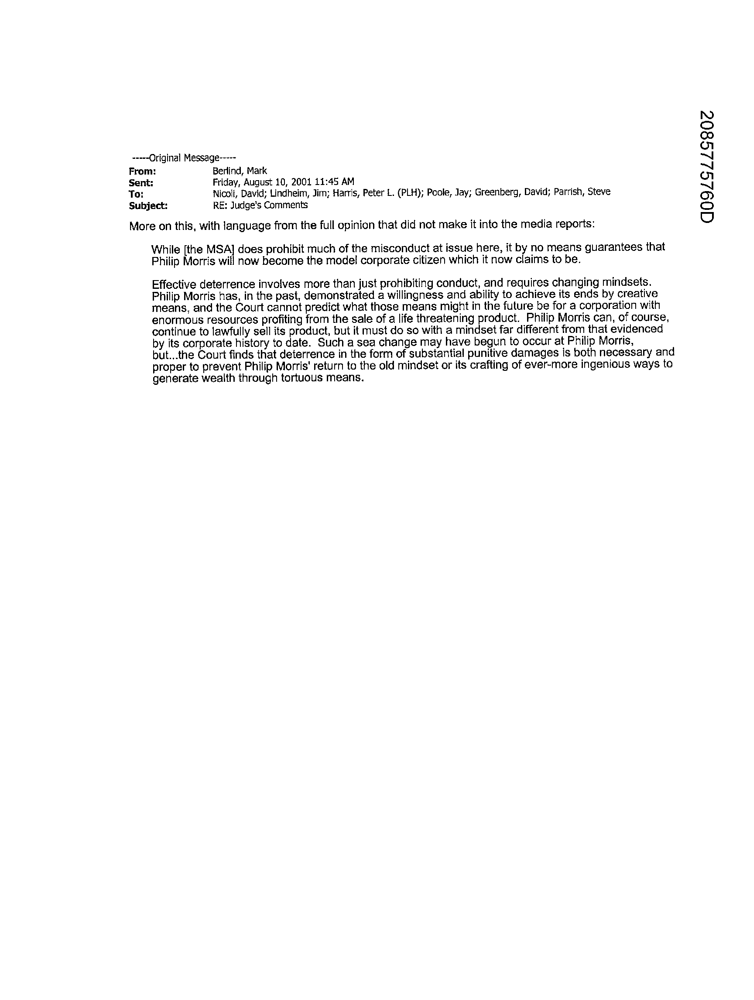 -----Original Message-----
From: Berlind, Mark
Sent: Friday, August 10, 2001 11:45 AM
To: Nicoli, David; Lindheim, Jim; Harris, Peter L. (PLH); Poole, Jay; Greenberg, David; Parrish, Steve
Subject: RE: Judge's Comments
More on this, with language from the full opinion that did not make it into the media reports:
While [the MSA] does prohibit much of the misconduct at issue here, it by no means guarantees that
Philip Morris will now become the model corporate citizen which it now claims to be.
Effective deterrence involves more than just prohibiting conduct, and requires changing mindsets.
Philip Morris has, in the past, demonstrated a willingness and ability to achieve its ends by creative
means, and the Court cannot predict what those means might in the future be for a corporation with
enormous resources profiting from the sale of a life threatening product. Philip Morris can, of course,
continue to lawfully sell its product, but it must do so with a mindset far different from that evidenced
by its corporate history to date. Such a sea change may have begun to occur at Philip Morris,
but...the Court finds that deterrence in the form of substantial punitive damages is both necessary and
proper to prevent Philip Morris' return to the old mindset or its crafting of ever-more ingenious ways to
generate wealth through tortuous means.
2085775760D